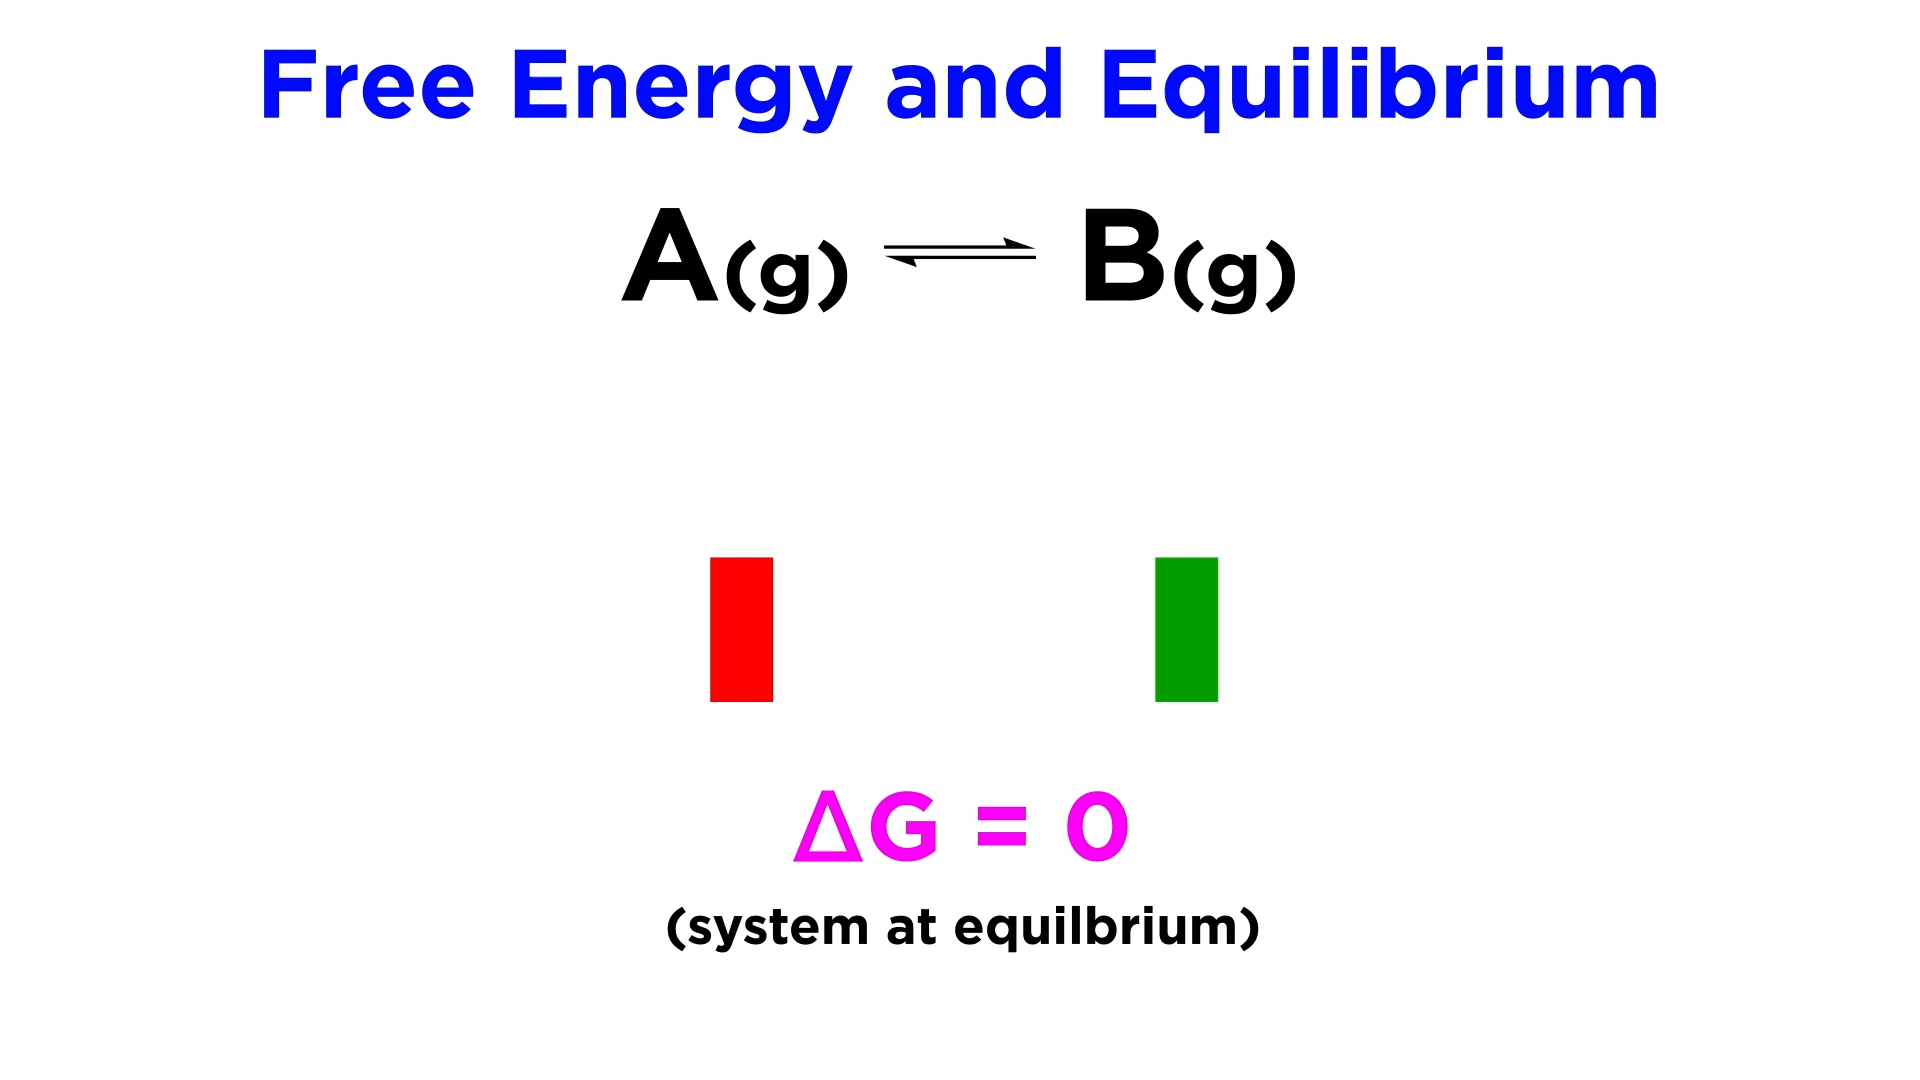 Free Energy and Equilibrium
A(g) ⇌ B(g)
ΔG = 0
(system at equilbrium)